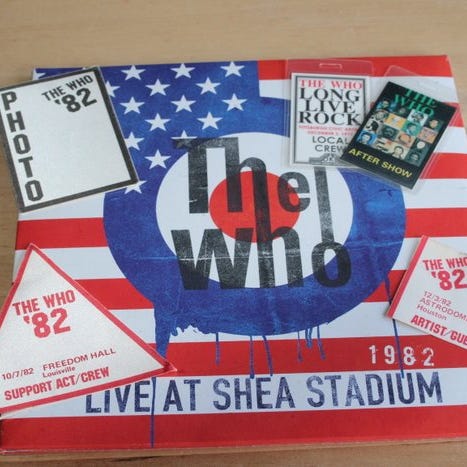 PHOTO
THE WHO
'82
THE WHO
LONG
LIVE
ROCK
LOCAL
CREW
THE
WHO
AFTER SHOW
The
Who
THE WHO
'82
10/7/82 FREEDOM HALL
Louisville
SUPPORT ACT/CREW
THE WHO
'82
12/3/82
ASTRODOM
Houston
ARTIST/GUE
1982
LIVE AT SHEA STADIUM